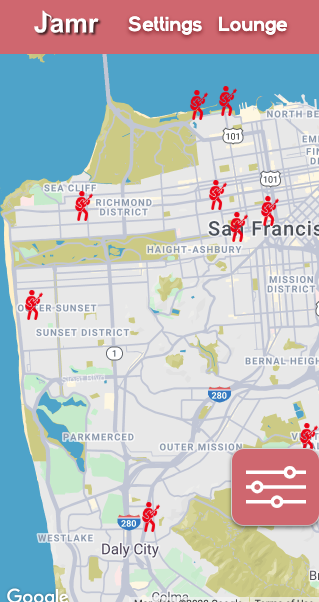 Jamr Settings Lounge
NORTH BE
101
101
SEA CLIFF
RICHMOND
DISTRICT
San Francis
HAIGHT-ASHBURY
MISSION
DISTRICT
OUTER SUNSET
SUNSET DISTRICT
1
BERNAL HEIGH
280
PARKMERCED
OUTER MISSION
280
WESTLAKE
Daly City
Colma
Google
Map data ©2020 Google
Terms of Use